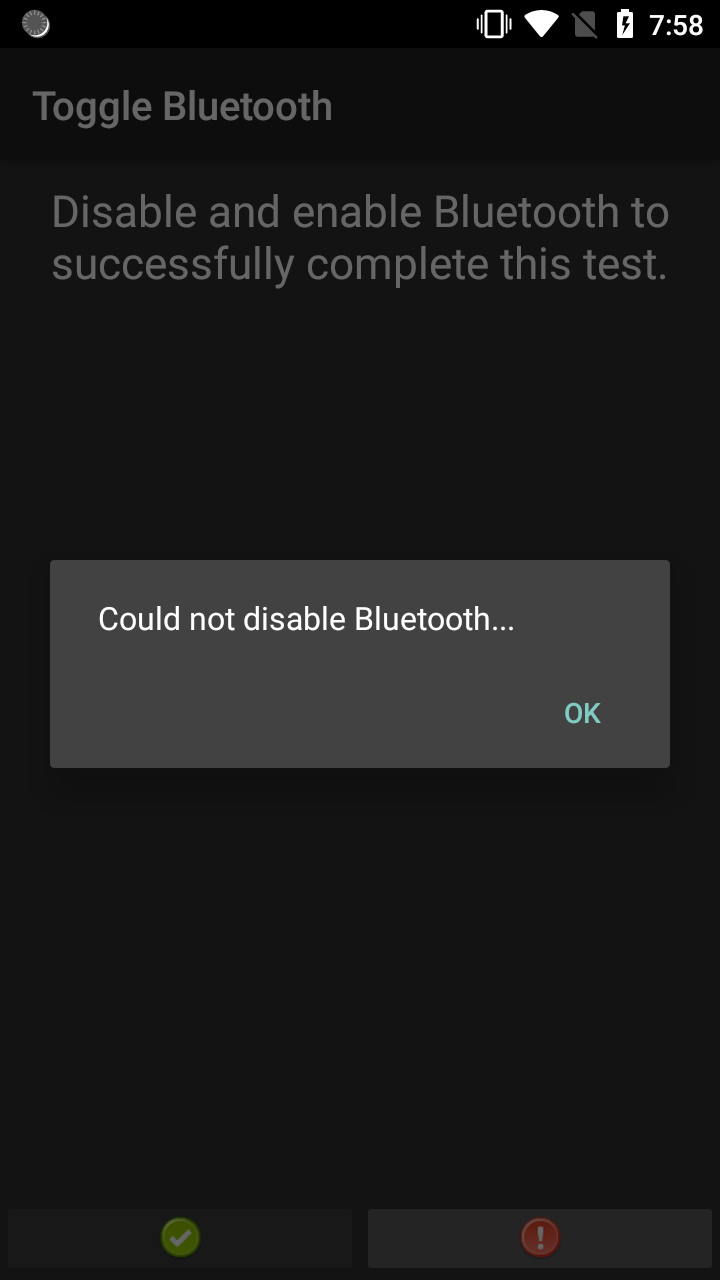 7:58
Toggle Bluetooth
Disable and enable Bluetooth to
successfully complete this test.
Could not disable Bluetooth...
OK